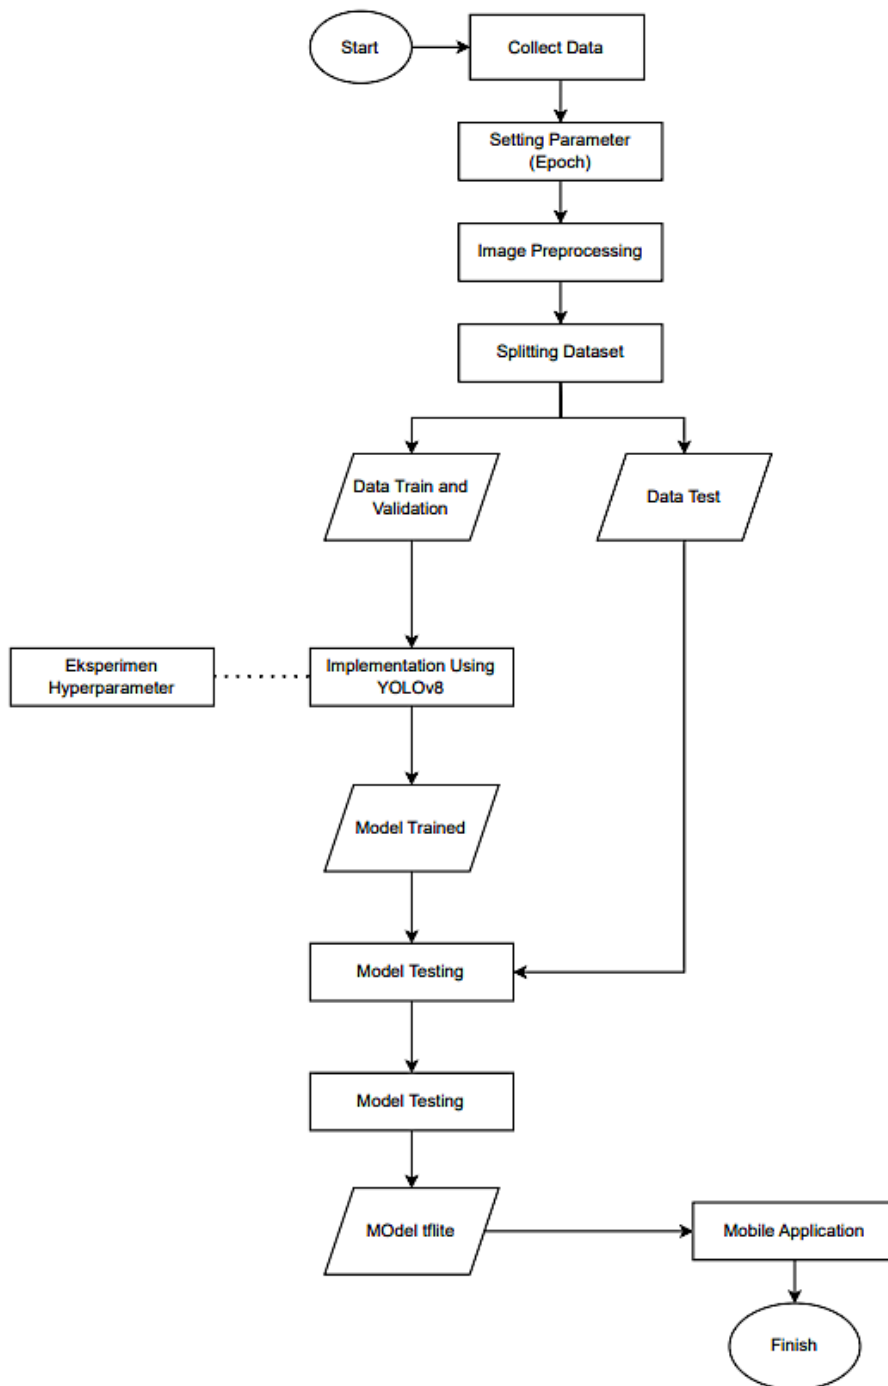 Start
Collect Data
Setting Parameter
(Epoch)
Image Preprocessing
Splitting Dataset
Data Train and
Validation
Data Test
Eksperimen
Hyperparameter
Implementation Using
YOLOv8
Model Trained
Model Testing
Model Testing
MOdel tflite
Mobile Application
Finish